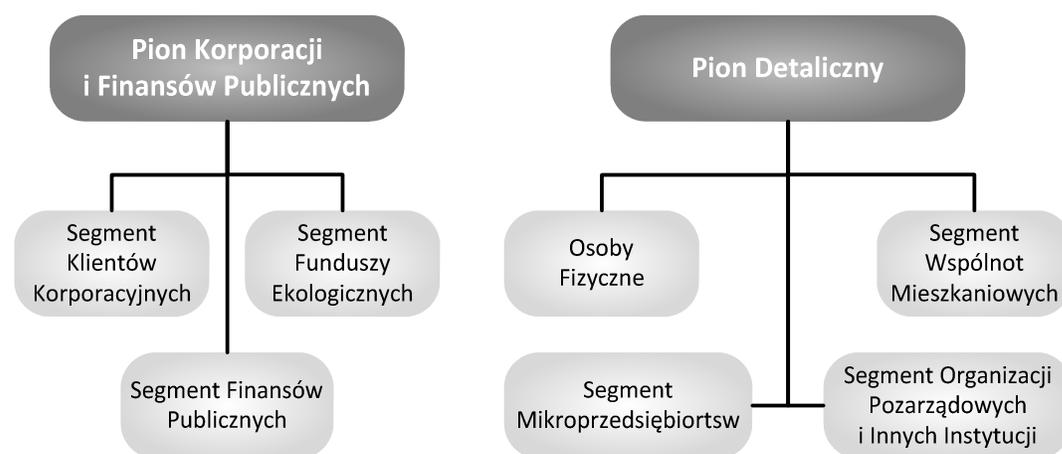 Pion Korporacji
i Finansów Publicznych
Pion Detaliczny
Segment
Klientów
Korporacyjnych
Segment
Funduszy
Ekologicznych
Osoby
Fizyczne
Segment
Wspólnot
Mieszkaniowych
Segment Finansów
Publicznych
Segment
Mikroprzedsiębiortsw
Segment Organizacji
Pozarządowych
i Innych Instytucji